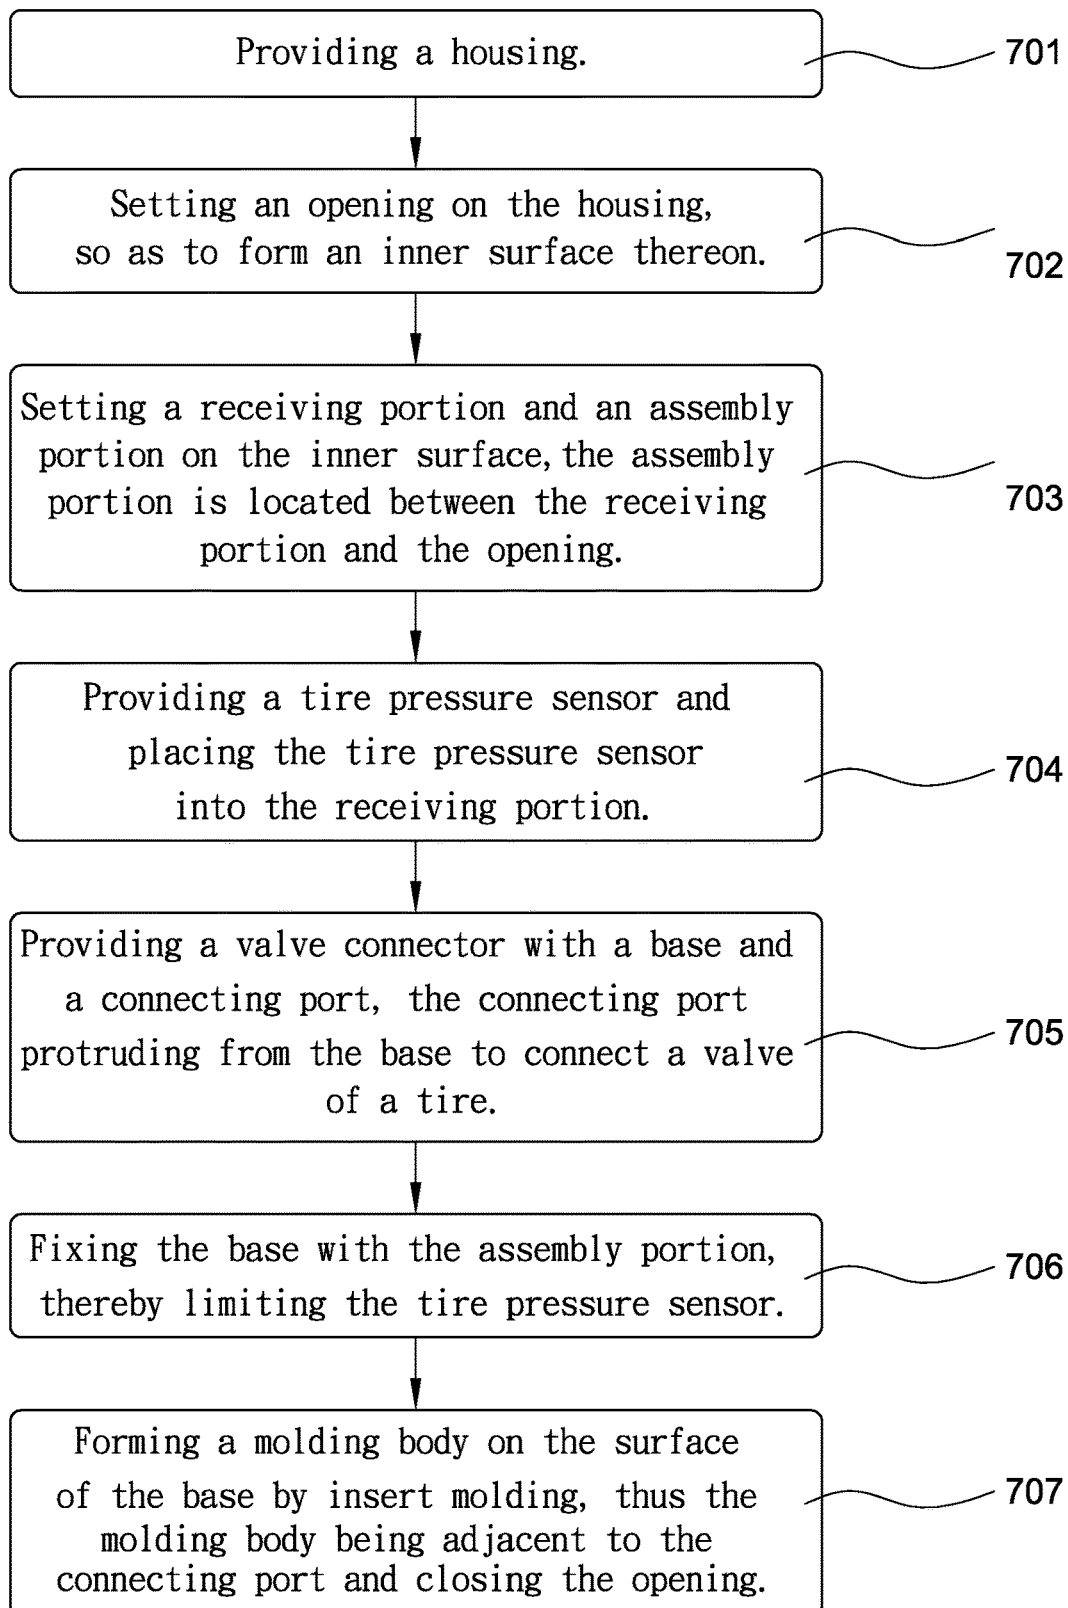 Providing a housing.
701
Setting an opening on the housing,
so as to form an inner surface thereon.
702
Setting a receiving portion and an assembly
portion on the inner surface, the assembly
portion is located between the receiving
portion and the opening.
703
Providing a tire pressure sensor and
placing the tire pressure sensor
into the receiving portion.
704
Providing a valve connector with a base and
a connecting port, the connecting port
protruding from the base to connect a valve
of a tire.
705
Fixing the base with the assembly portion,
thereby limiting the tire pressure sensor.
706
Forming a molding body on the surface
of the base by insert molding, thus the
molding body being adjacent to the
connecting port and closing the opening.
707